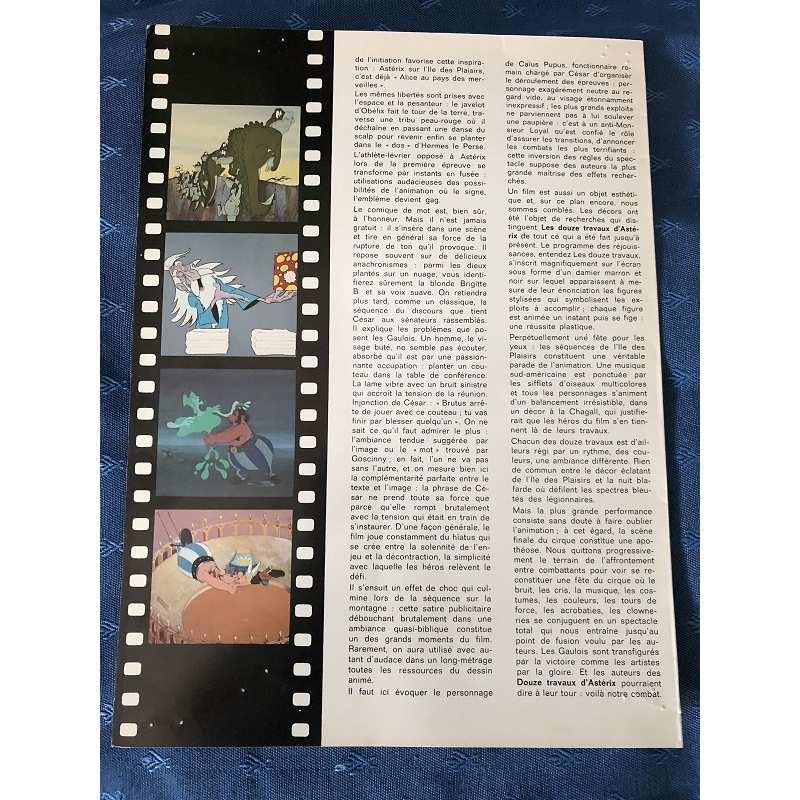 de l'initiation favorise cette inspira-
tion : Astérix sur l'Ile des Plaisirs,
c'est déjà « Alice au pays des mer-
veilles ».
Les mêmes libertés sont prises avec
l'espace et la pesanteur : le javelot
d'Obélix fait le tour de la terre, tra-
verse une tribu peau-rouge où il
déchaîne en passant une danse du
scalp pour revenir enfin se planter
dans le « dos » d'Hermes le Perse.
L'athlète-lévrier opposé à Astérix
lors de la première épreuve se
transforme par instants en fusée :
utilisations audacieuses des possi-
bilités de l'animation où le signe,
l'emblème devient gag.
Le comique de mot est, bien sûr,
à l'honneur. Mais il n'est jamais
gratuit : il s'insère dans une scène
et tire en général sa force de la
rupture de ton qu'il provoque. Il
repose souvent sur de délicieux
anachronismes : parmi les dieux
plantés sur un nuage, vous identi-
fierez sûrement la blonde Brigitte
B. et sa voix suave. On retiendra
plus tard, comme un classique, la
séquence du discours que tient
César aux sénateurs rassemblés.
Il explique les problèmes que po-
sent les Gaulois. Un homme, le vi-
sage buté, ne semble pas écouter,
absorbé qu'il est par une passion-
nante occupation : planter un cou-
teau dans la table de conférence.
La lame vibre avec un bruit sinistre
qui accroît la tension de la réunion.
Injonction de César : « Brutus arrê-
te de jouer avec ce couteau ; tu vas
finir par blesser quelqu'un ». On ne
sait ce qu'il faut admirer le plus :
l'ambiance tendue suggérée par
l'image ou le « mot » trouvé par
Goscinny ; en fait, l'un ne va pas
sans l'autre, et on mesure bien ici
la complémentarité parfaite entre le
texte et l'image : la phrase de Cé-
sar ne prend toute sa force que
parce qu'elle rompt brutalement
avec la tension qui était en train de
s'instaurer. D'une façon générale, le
film joue constamment du hiatus qui
se crée entre la solennité de l'en-
jeu et la décontraction, la simplicité
avec laquelle les héros relèvent le
défi.
Il s'ensuit un effet de choc qui cul-
mine lors de la séquence sur la
montagne : cette satire publicitaire
débouchant brutalement dans une
ambiance quasi-biblique constitue
un des grands moments du film.
Rarement, on aura utilisé avec au-
tant d'audace dans un long-métrage
toutes les ressources du dessin
animé.
Il faut ici évoquer le personnage
de Caius Pupus, fonctionnaire ro-
main chargé par César d'organiser
le déroulement des épreuves : per-
sonnage exagérément neutre au re-
gard vide, au visage étonnamment
inexpressif ; les plus grands exploits
ne parviennent pas à lui soulever
une paupière : c'est à un anti-Mon-
sieur Loyal qu'est confié le rôle
d'assurer les transitions, d'annoncer
les combats les plus terrifiants :
cette inversion des règles du spec-
tacle suppose des auteurs la plus
grande maîtrise des effets recher-
chés.
Un film est aussi un objet esthéti-
que et, sur ce plan encore, nous
sommes comblés. Les décors ont
été l'objet de recherches qui dis-
tinguent Les douze travaux d'Asté-
rix de tout ce qui a été fait jusqu'à
présent. Le programme des réjouis-
sances, entendez Les douze travaux,
s'inscrit magnifiquement sur l'écran
sous forme d'un damier marron et
noir sur lequel apparaissent à me-
sure de leur énonciation les figures
stylisées qui symbolisent les ex-
ploits à accomplir ; chaque figure
est animée un instant puis se fige :
une réussite plastique.
Perpétuellement une fête pour les
yeux : les séquences de l'Ile des
Plaisirs constituent une véritable
parade de l'animation. Une musique
sud-américaine est ponctuée par
les sifflets d'oiseaux multicolores
et tous les personnages s'animent
d'un balancement irrésistible, dans
un décor à la Chagall, qui justifie-
rait que les héros du film s'en tien-
nent là de leurs travaux.
Chacun des douze travaux est d'ail-
leurs régi par un rythme, des cou-
leurs, une ambiance différente. Rien
de commun entre le décor éclatant
de l'Ile des Plaisirs et la nuit bla-
farde où défilent les spectres bleu-
tés des légionnaires.
Mais la plus grande performance
consiste sans doute à faire oublier
l'animation ; à cet égard, la scène
finale du cirque constitue une apo-
théose. Nous quittons progressive-
ment le terrain de l'affrontement
entre combattants pour voir se re-
constituer une fête du cirque où le
bruit, les cris, la musique, les cos-
tumes, les couleurs, les tours de
force, les acrobaties, les clowne-
ries se conjuguent en un spectacle
total qui nous entraîne jusqu'au
point de fusion voulu par les au-
teurs. Les Gaulois sont transfigurés
par la victoire comme les artistes
par la gloire. Et les auteurs des
Douze travaux d'Astérix pourraient
dire à leur tour : voilà notre combat.